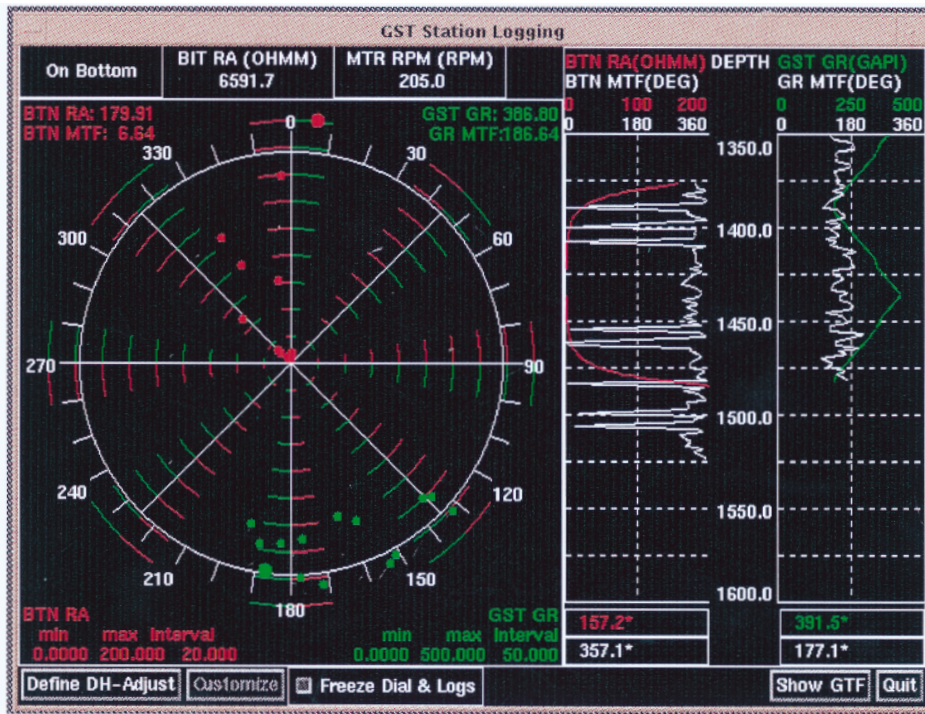 GST Station Logging
On Bottom
BIT RA (OHMM)
6591.7
MTR RPM (RPM)
205.0
BTN RA(OHMM) DEPTH GST GR(GAPI)
BTN MTF(DEG) GR MTF(DEG)
0 100 200 0 250 500
0 180 360 0 180 360
BTN RA: 179.91 GST GR: 386.80
BTN MTF: 6.64 GR MTF:186.64
0
330 30
300 60
270 90
240 120
210 150
180
1350.0
1400.0
1450.0
1500.0
1550.0
1600.0
BTN RA GST GR
min max Interval min max Interval
0.0000 200.000 20.000 0.0000 500.000 50.000
157.2* 391.5*
357.1* 177.1*
Define DH-Adjust Customize Freeze Dial & Logs Show GTF Quit